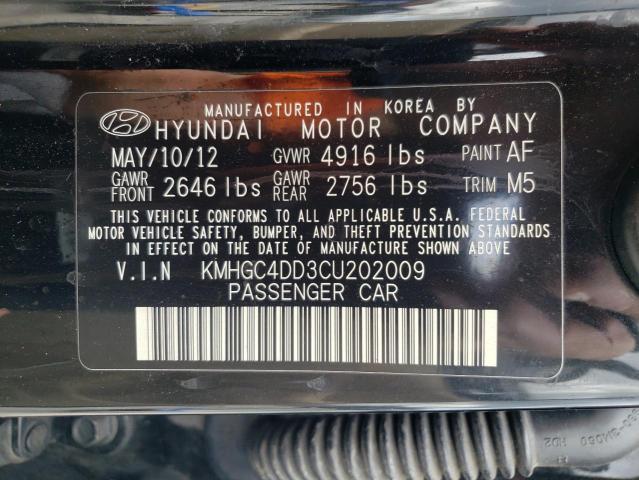 MANUFACTURED IN KOREA BY
HYUNDAI MOTOR COMPANY
MAY/10/12 GVWR 4916 lbs PAINT AF
GAWR FRONT 2646 lbs GAWR REAR 2756 lbs TRIM M5
THIS VEHICLE CONFORMS TO ALL APPLICABLE U.S.A. FEDERAL
MOTOR VEHICLE SAFETY, BUMPER, AND THEFT PREVENTION STANDARDS
IN EFFECT ON THE DATE OF MANUFACTURE SHOWN ABOVE.
V.I.N KMHGC4DD3CU202009
PASSENGER CAR
HD2